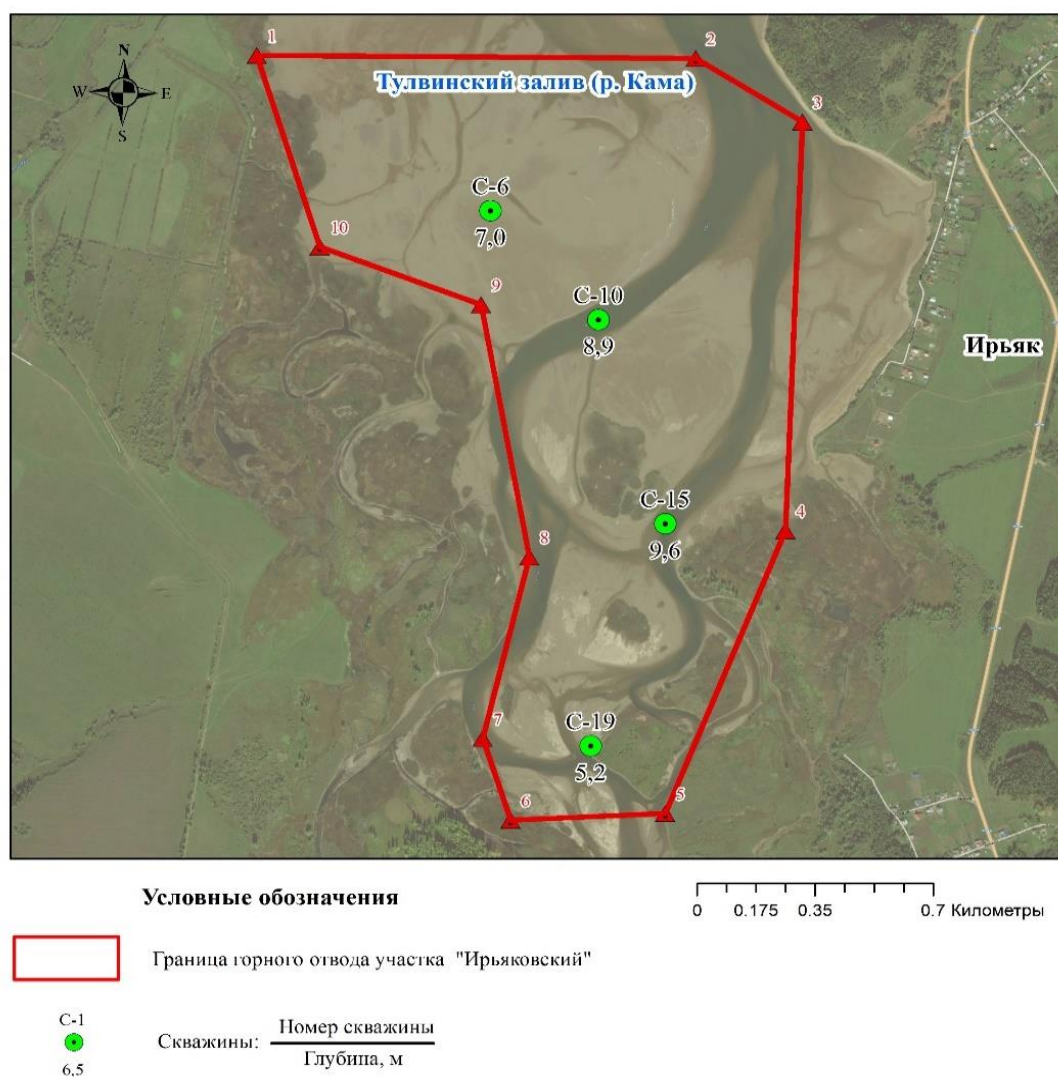 1
2
N
W E
S
Тулвинский залив (р. Кама)
3
С-6
7,0
10
9
С-10
8,9
Ирьяк
С-15
9,6
4
8
7
С-19
5,2
6
5
Условные обозначения
0 0.175 0.35 0.7 Километры
Граница горного отвода участка "Ирьяковский"
С-1
6,5
Скважины: Номер скважины
Глубина, м